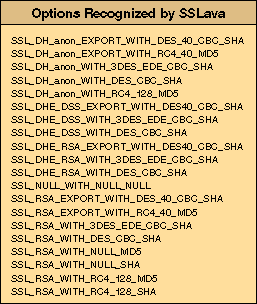 Options Recognized by SSLava
SSL_DH_anon_EXPORT_WITH_DES_40_CBC_SHA
SSL_DH_anon_EXPORT_WITH_RC4_40_MD5
SSL_DH_anon_WITH_3DES_EDE_CBC_SHA
SSL_DH_anon_WITH_DES_CBC_SHA
SSL_DH_anon_WITH_RC4_128_MD5
SSL_DHE_DSS_EXPORT_WITH_DES40_CBC_SHA
SSL_DHE_DSS_WITH_3DES_EDE_CBC_SHA
SSL_DHE_DSS_WITH_DES_CBC_SHA
SSL_DHE_RSA_EXPORT_WITH_DES40_CBC_SHA
SSL_DHE_RSA_WITH_3DES_EDE_CBC_SHA
SSL_DHE_RSA_WITH_DES_CBC_SHA
SSL_NULL_WITH_NULL_NULL
SSL_RSA_EXPORT_WITH_DES_40_CBC_SHA
SSL_RSA_EXPORT_WITH_RC4_40_MD5
SSL_RSA_WITH_3DES_EDE_CBC_SHA
SSL_RSA_WITH_DES_CBC_SHA
SSL_RSA_WITH_NULL_MD5
SSL_RSA_WITH_NULL_SHA
SSL_RSA_WITH_RC4_128_MD5
SSL_RSA_WITH_RC4_128_SHA